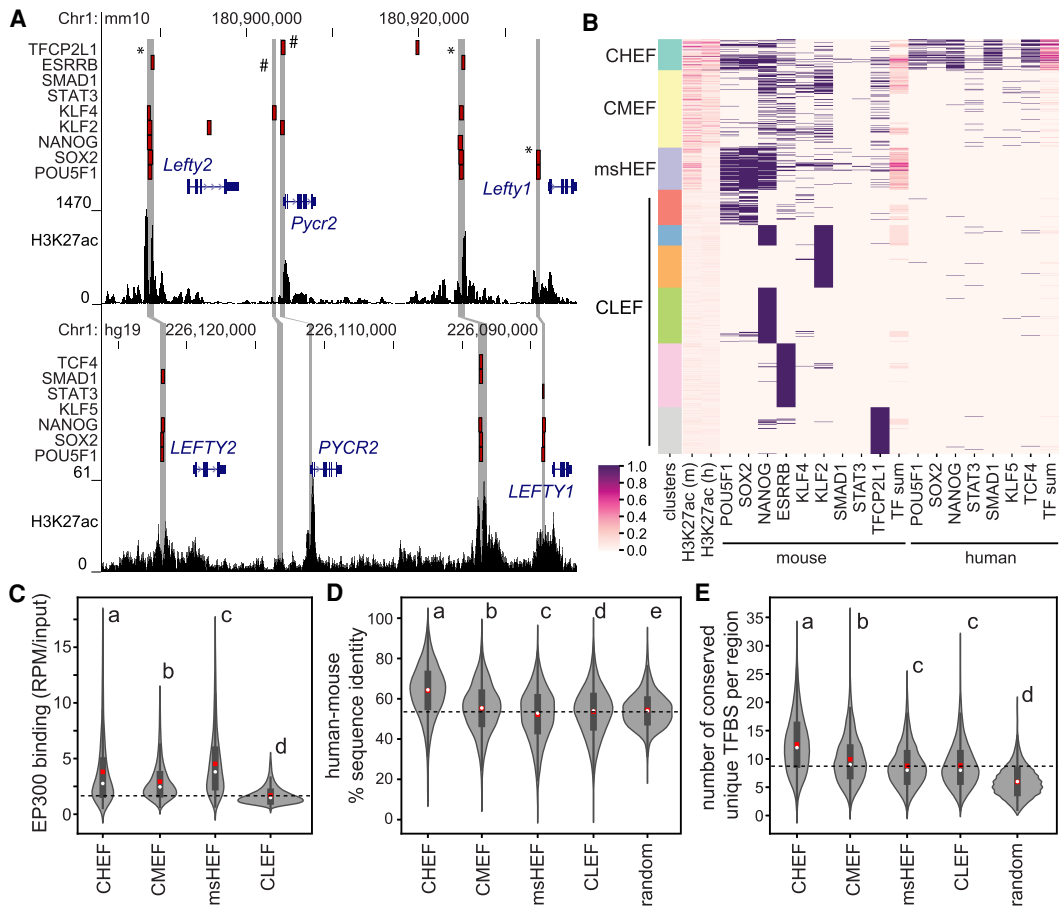 A
Chr1: mm10 180,900,000 180,920,000
TFCP2L1
ESRRB
SMAD1
STAT3
KLF4
KLF2
NANOG
SOX2
POU5F1
* # # * *
Lefty2
Pycr2
Lefty1
1470
H3K27ac
0
Chr1: hg19 226,120,000 226,110,000 226,090,000
TCF4
SMAD1
STAT3
KLF5
NANOG
SOX2
POU5F1
LEFTY2
PYCR2
LEFTY1
61
H3K27ac
0
B
CHEF
CMEF
msHEF
CLEF
1.0
0.8
0.6
0.4
0.2
0.0
clusters
H3K27ac (m)
H3K27ac (h)
POU5F1
SOX2
NANOG
ESRRB
KLF4
KLF2
SMAD1
STAT3
TFCP2L1
TF sum
POU5F1
SOX2
NANOG
STAT3
SMAD1
KLF5
TCF4
TF sum
mouse
human
C
EP300 binding (RPM/input)
15
10
5
0
a
b
c
d
CHEF
CMEF
msHEF
CLEF
D
human-mouse
% sequence identity
100
80
60
40
20
0
a
b
c
d
e
CHEF
CMEF
msHEF
CLEF
random
E
number of conserved
unique TFBS per region
35
30
25
20
15
10
5
0
a
b
c
c
d
CHEF
CMEF
msHEF
CLEF
random